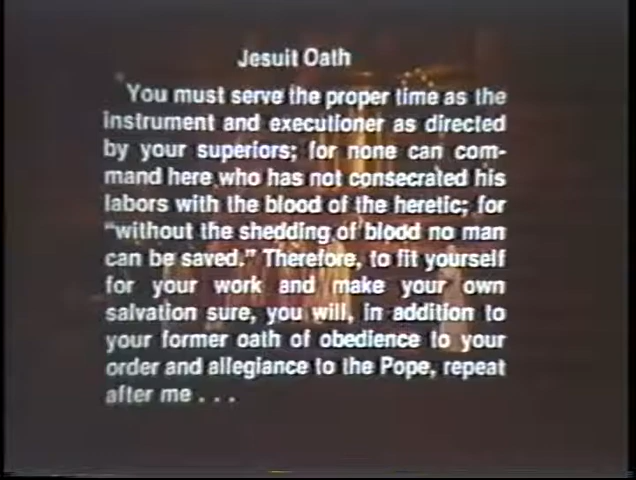 Jesuit Oath
You must serve the proper time as the
instrument and executioner as directed
by your superiors; for none can com-
mand here who has not consecrated his
labors with the blood of the heretic; for
"without the shedding of blood no man
can be saved." Therefore, to fit yourself
for your work and make your own
salvation sure, you will, in addition to
your former oath of obedience to your
order and allegiance to the Pope, repeat
after me . . .